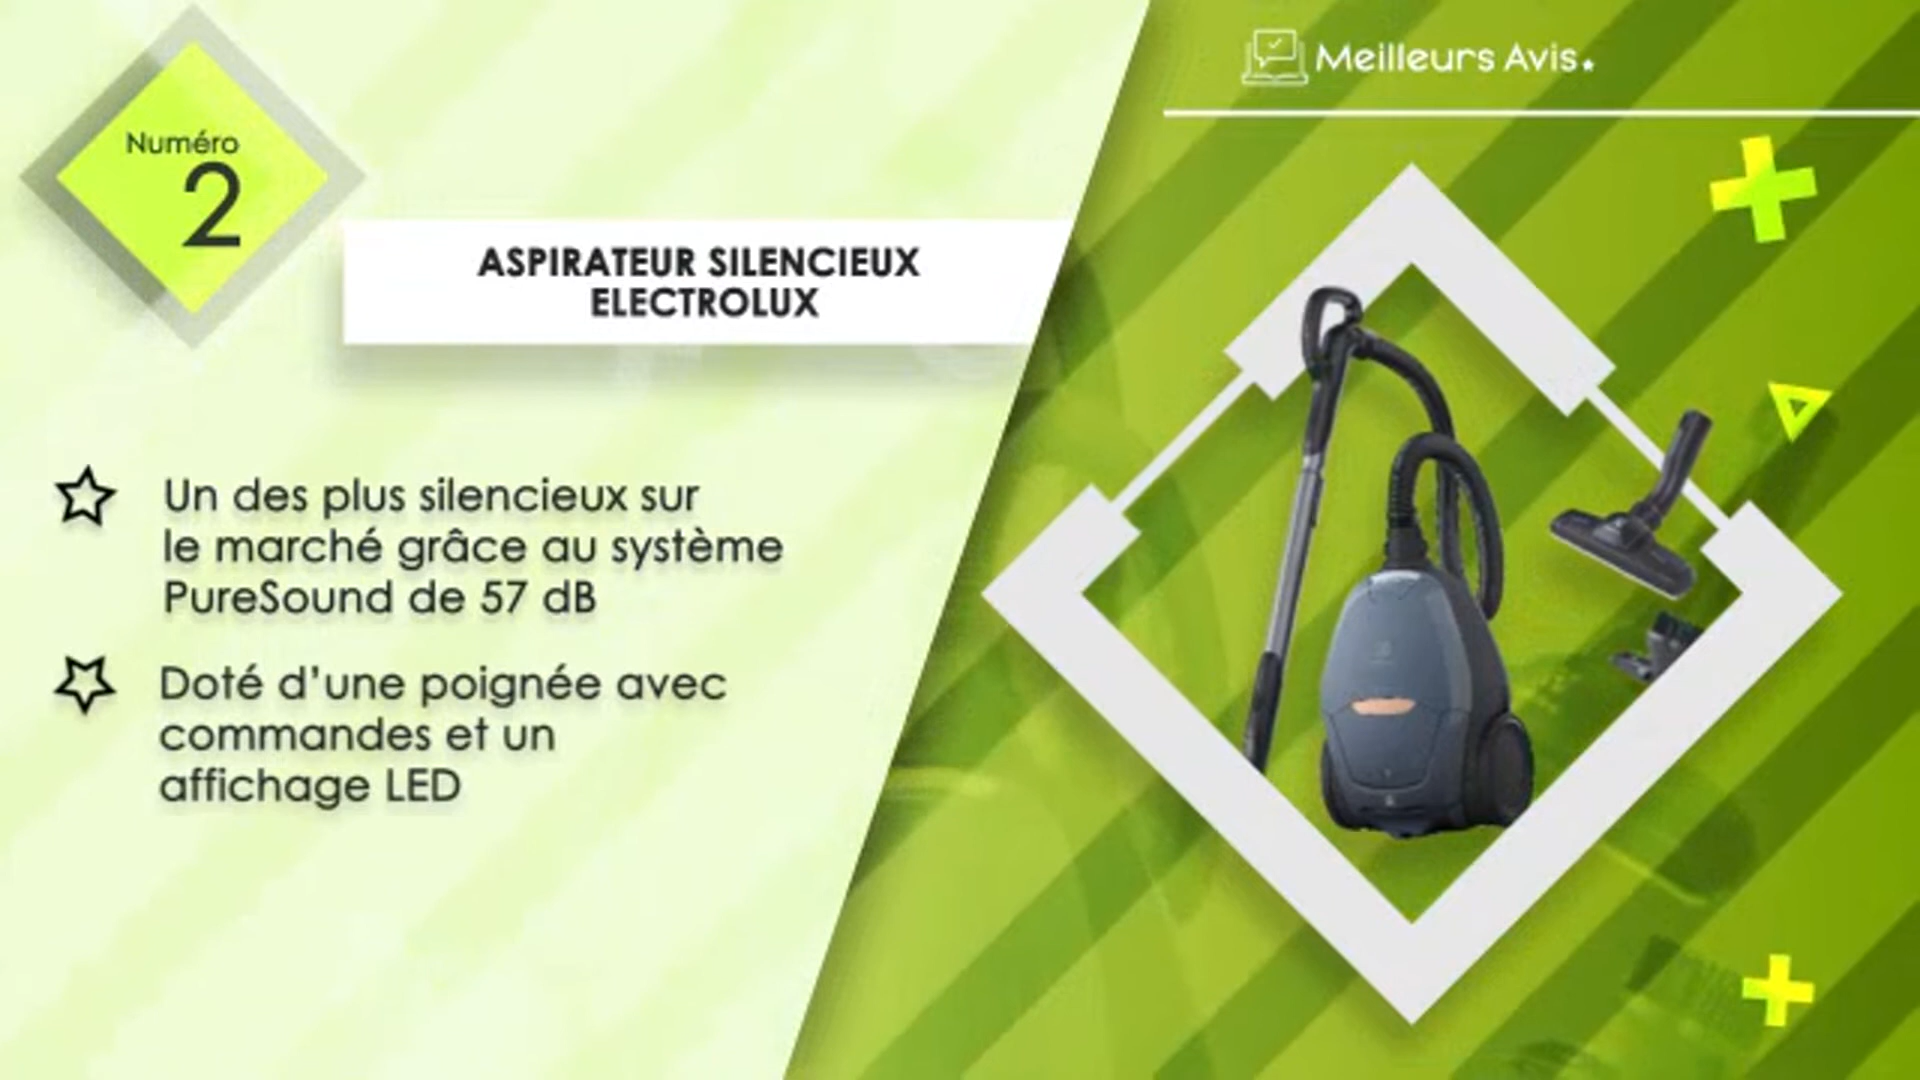 Numéro
2
Meilleurs Avis
ASPIRATEUR SILENCIEUX
ELECTROLUX
Un des plus silencieux sur
le marché grâce au système
PureSound de 57 dB
Doté d’une poignée avec
commandes et un
affichage LED